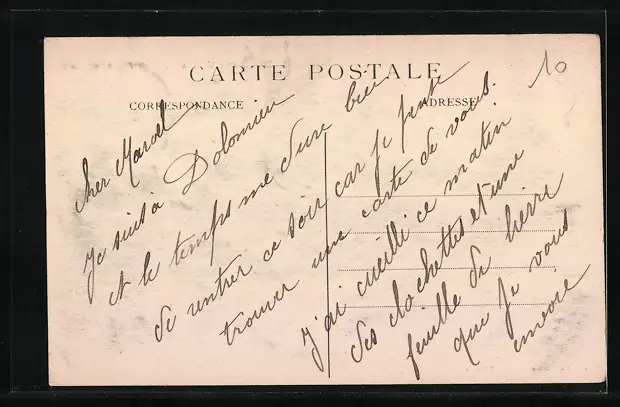 CARTE POSTALE
10
CORRESPONDANCE
ADRESSE
Cher Marcel
Je suis à Dolomieu
et le temps me dure bien
de rentrer ce soir car je pense
trouver une carte de vous.
J'ai cueilli ce matin
des clochettes et une
feuille de lierre
que je vous
envoie